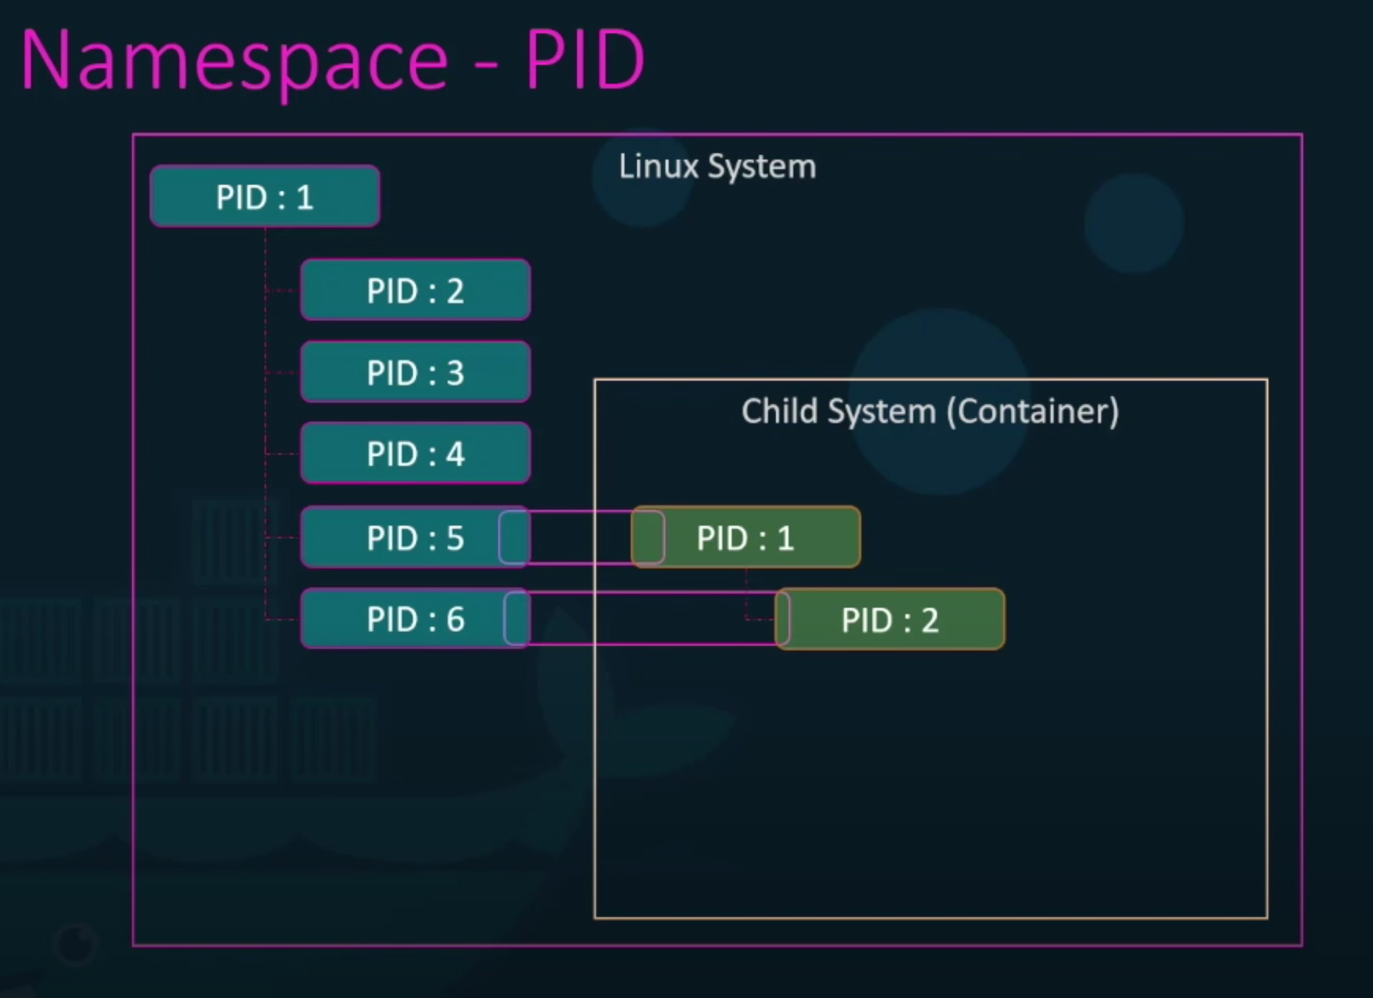 Namespace - PID
Linux System
PID : 1
PID : 2
PID : 3
PID : 4
Child System (Container)
PID : 5
PID : 1
PID : 6
PID : 2